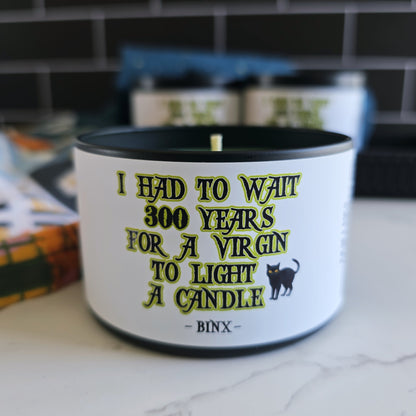 I HAD TO WAIT
300 YEARS
FOR A VIRGIN
TO LIGHT
A CANDLE
- BINX -